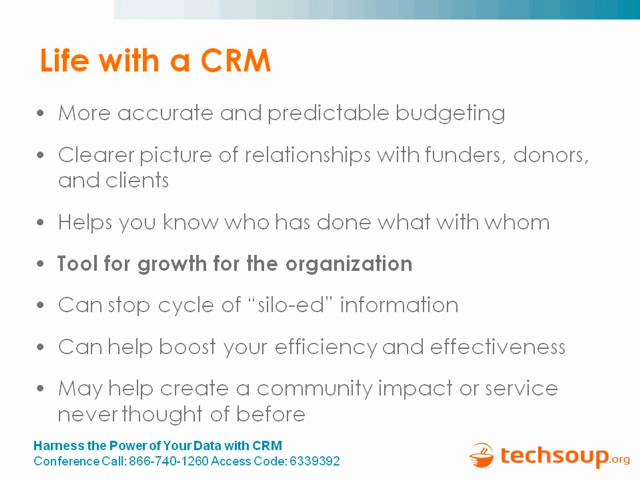 Life with a CRM
• More accurate and predictable budgeting
• Clearer picture of relationships with funders, donors,
and clients
• Helps you know who has done what with whom
• Tool for growth for the organization
• Can stop cycle of “silo-ed” information
• Can help boost your efficiency and effectiveness
• May help create a community impact or service
never thought of before
Harness the Power of Your Data with CRM
Conference Call: 866-740-1260 Access Code: 6339392
techsoup.org